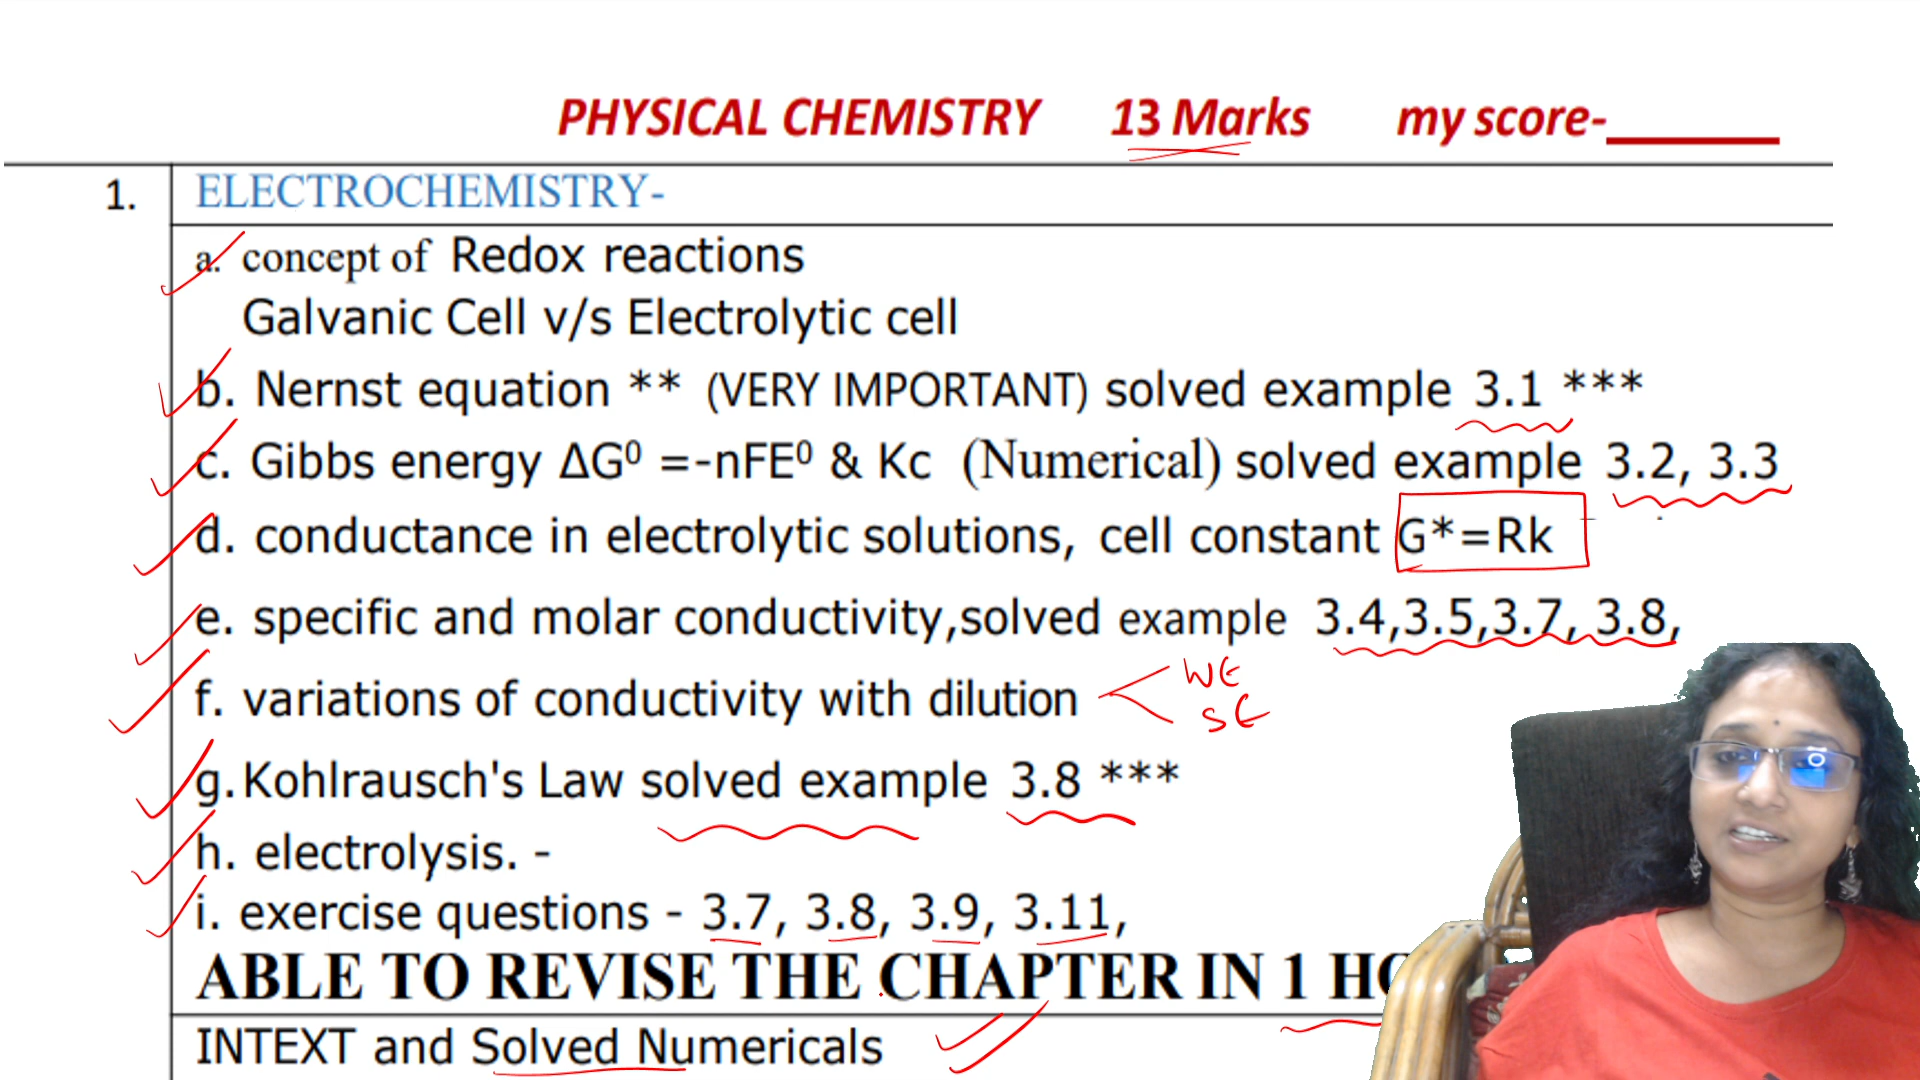 PHYSICAL CHEMISTRY 13 Marks my score-______
1. ELECTROCHEMISTRY-
a. concept of Redox reactions
Galvanic Cell v/s Electrolytic cell
b. Nernst equation ** (VERY IMPORTANT) solved example 3.1 ***
c. Gibbs energy ΔG⁰ =-nFE⁰ & Kc (Numerical) solved example 3.2, 3.3
d. conductance in electrolytic solutions, cell constant G*=Rk
e. specific and molar conductivity,solved example 3.4,3.5,3.7, 3.8,
f. variations of conductivity with dilution
WE
SE
g. Kohlrausch's Law solved example 3.8 ***
h. electrolysis. -
i. exercise questions - 3.7, 3.8, 3.9, 3.11,
ABLE TO REVISE THE CHAPTER IN 1
INTEXT and Solved Numericals